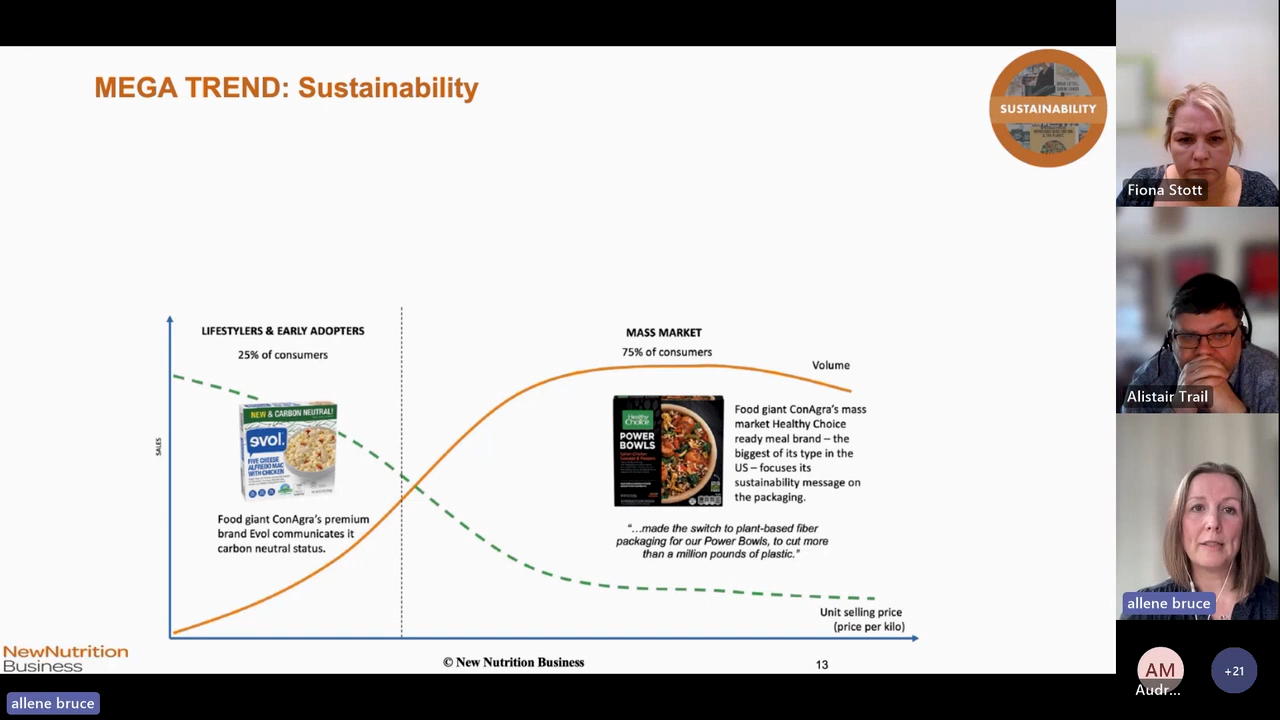 MEGA TREND: Sustainability
SUSTAINABILITY
LIFESTYLERS & EARLY ADOPTERS
25% of consumers
MASS MARKET
75% of consumers
Volume
SALES
NEW & CARBON NEUTRAL!
evol.
FIVE CHEESE
ALFREDO MAC
WITH CHICKEN
Food giant ConAgra's premium
brand Evol communicates it
carbon neutral status.
Healthy
Choice
POWER
BOWLS
Food giant ConAgra's mass
market Healthy Choice
ready meal brand – the
biggest of its type in the
US – focuses its
sustainability message on
the packaging.
“…made the switch to plant-based fiber
packaging for our Power Bowls, to cut more
than a million pounds of plastic.”
Unit selling price
(price per kilo)
NewNutrition
Business
© New Nutrition Business
13
allene bruce
Fiona Stott
Alistair Trail
allene bruce
AM
Audr...
+21